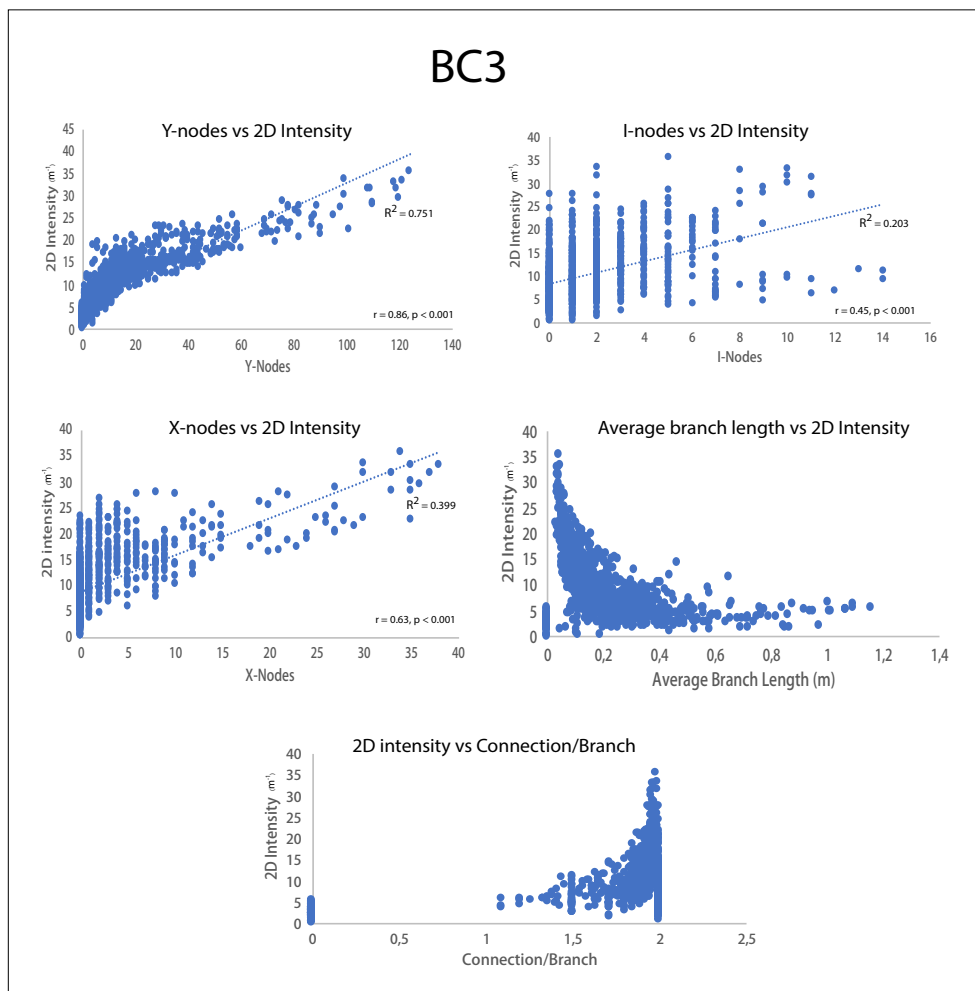 BC3
Y-nodes vs 2D Intensity
2D Intensity (m⁻¹)
45
40
35
30
25
20
15
10
5
0
R² = 0.751
r = 0.86, p < 0.001
0 20 40 60 80 100 120 140
Y-Nodes
I-nodes vs 2D Intensity
2D Intensity (m⁻¹)
40
35
30
25
20
15
10
5
0
R² = 0.203
r = 0.45, p < 0.001
0 2 4 6 8 10 12 14 16
I-Nodes
X-nodes vs 2D Intensity
2D intensity (m⁻¹)
40
35
30
25
20
15
10
5
0
R² = 0.399
r = 0.63, p < 0.001
0 5 10 15 20 25 30 35 40
X-Nodes
Average branch length vs 2D Intensity
2D Intensity (m⁻¹)
40
35
30
25
20
15
10
5
0
0 0,2 0,4 0,6 0,8 1 1,2 1,4
Average Branch Length (m)
2D intensity vs Connection/Branch
2D Intensity (m⁻¹)
40
35
30
25
20
15
10
5
0
0 0,5 1 1,5 2 2,5
Connection/Branch